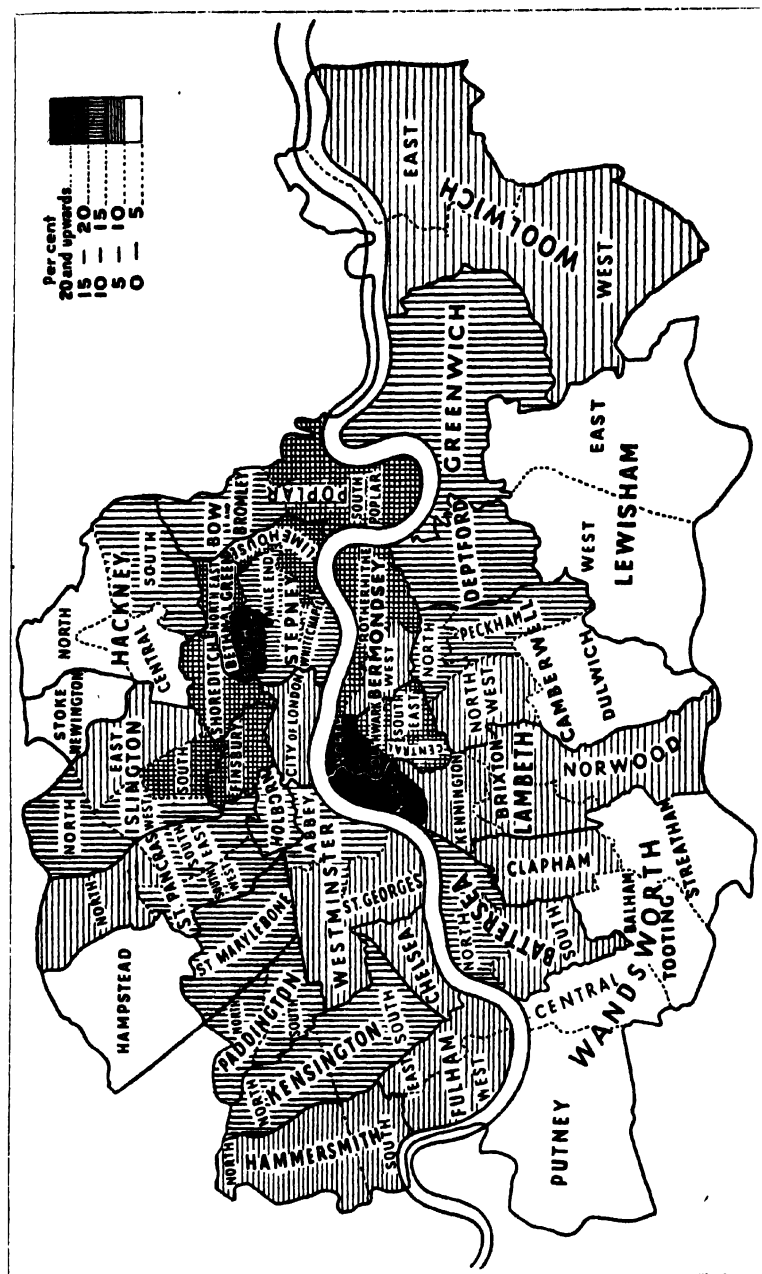 Per cent
20 and upwards
15 — 20
10 — 15
5 — 10
0 — 5
HAMPSTEAD
NORTH
ST PANCRAS
SOUTH EAST
NORTH
ISLINGTON
EAST
WEST
SOUTH
STOKE
NEWINGTON
NORTH
HACKNEY
CENTRAL
SOUTH
ST MARYLEBONE
HOLBORN
FINSBURY
SHOREDITCH
BETHNAL GREEN
NORTH EAST
BOW
AND
BROMLEY
POPLAR
SOUTH
POPLAR
LIMEHOUSE
MILE END
STEPNEY
WHITECHAPEL
CITY OF LONDON
NORTH
PADDINGTON
SOUTH
WESTMINSTER
ABBEY
ST GEORGES
NORTH
KENSINGTON
SOUTH
CHELSEA
NORTH
HAMMERSMITH
SOUTH
EAST
FULHAM
WEST
PUTNEY
WANDSWORTH
CENTRAL
BALHAM
TOOTING
STREATHAM
NORTH
BATTERSEA
SOUTH
CLAPHAM
KENNINGTON
BRIXTON
LAMBETH
NORWOOD
CENTRAL
SOUTH
EAST
BERMONDSEY
WEST
ROTHERHITHE
NORTH
NORTH
WEST
PECKHAM
CAMBERWELL
DULWICH
DEPTFORD
GREENWICH
WEST
LEWISHAM
EAST
EAST
WOOLWICH
WEST